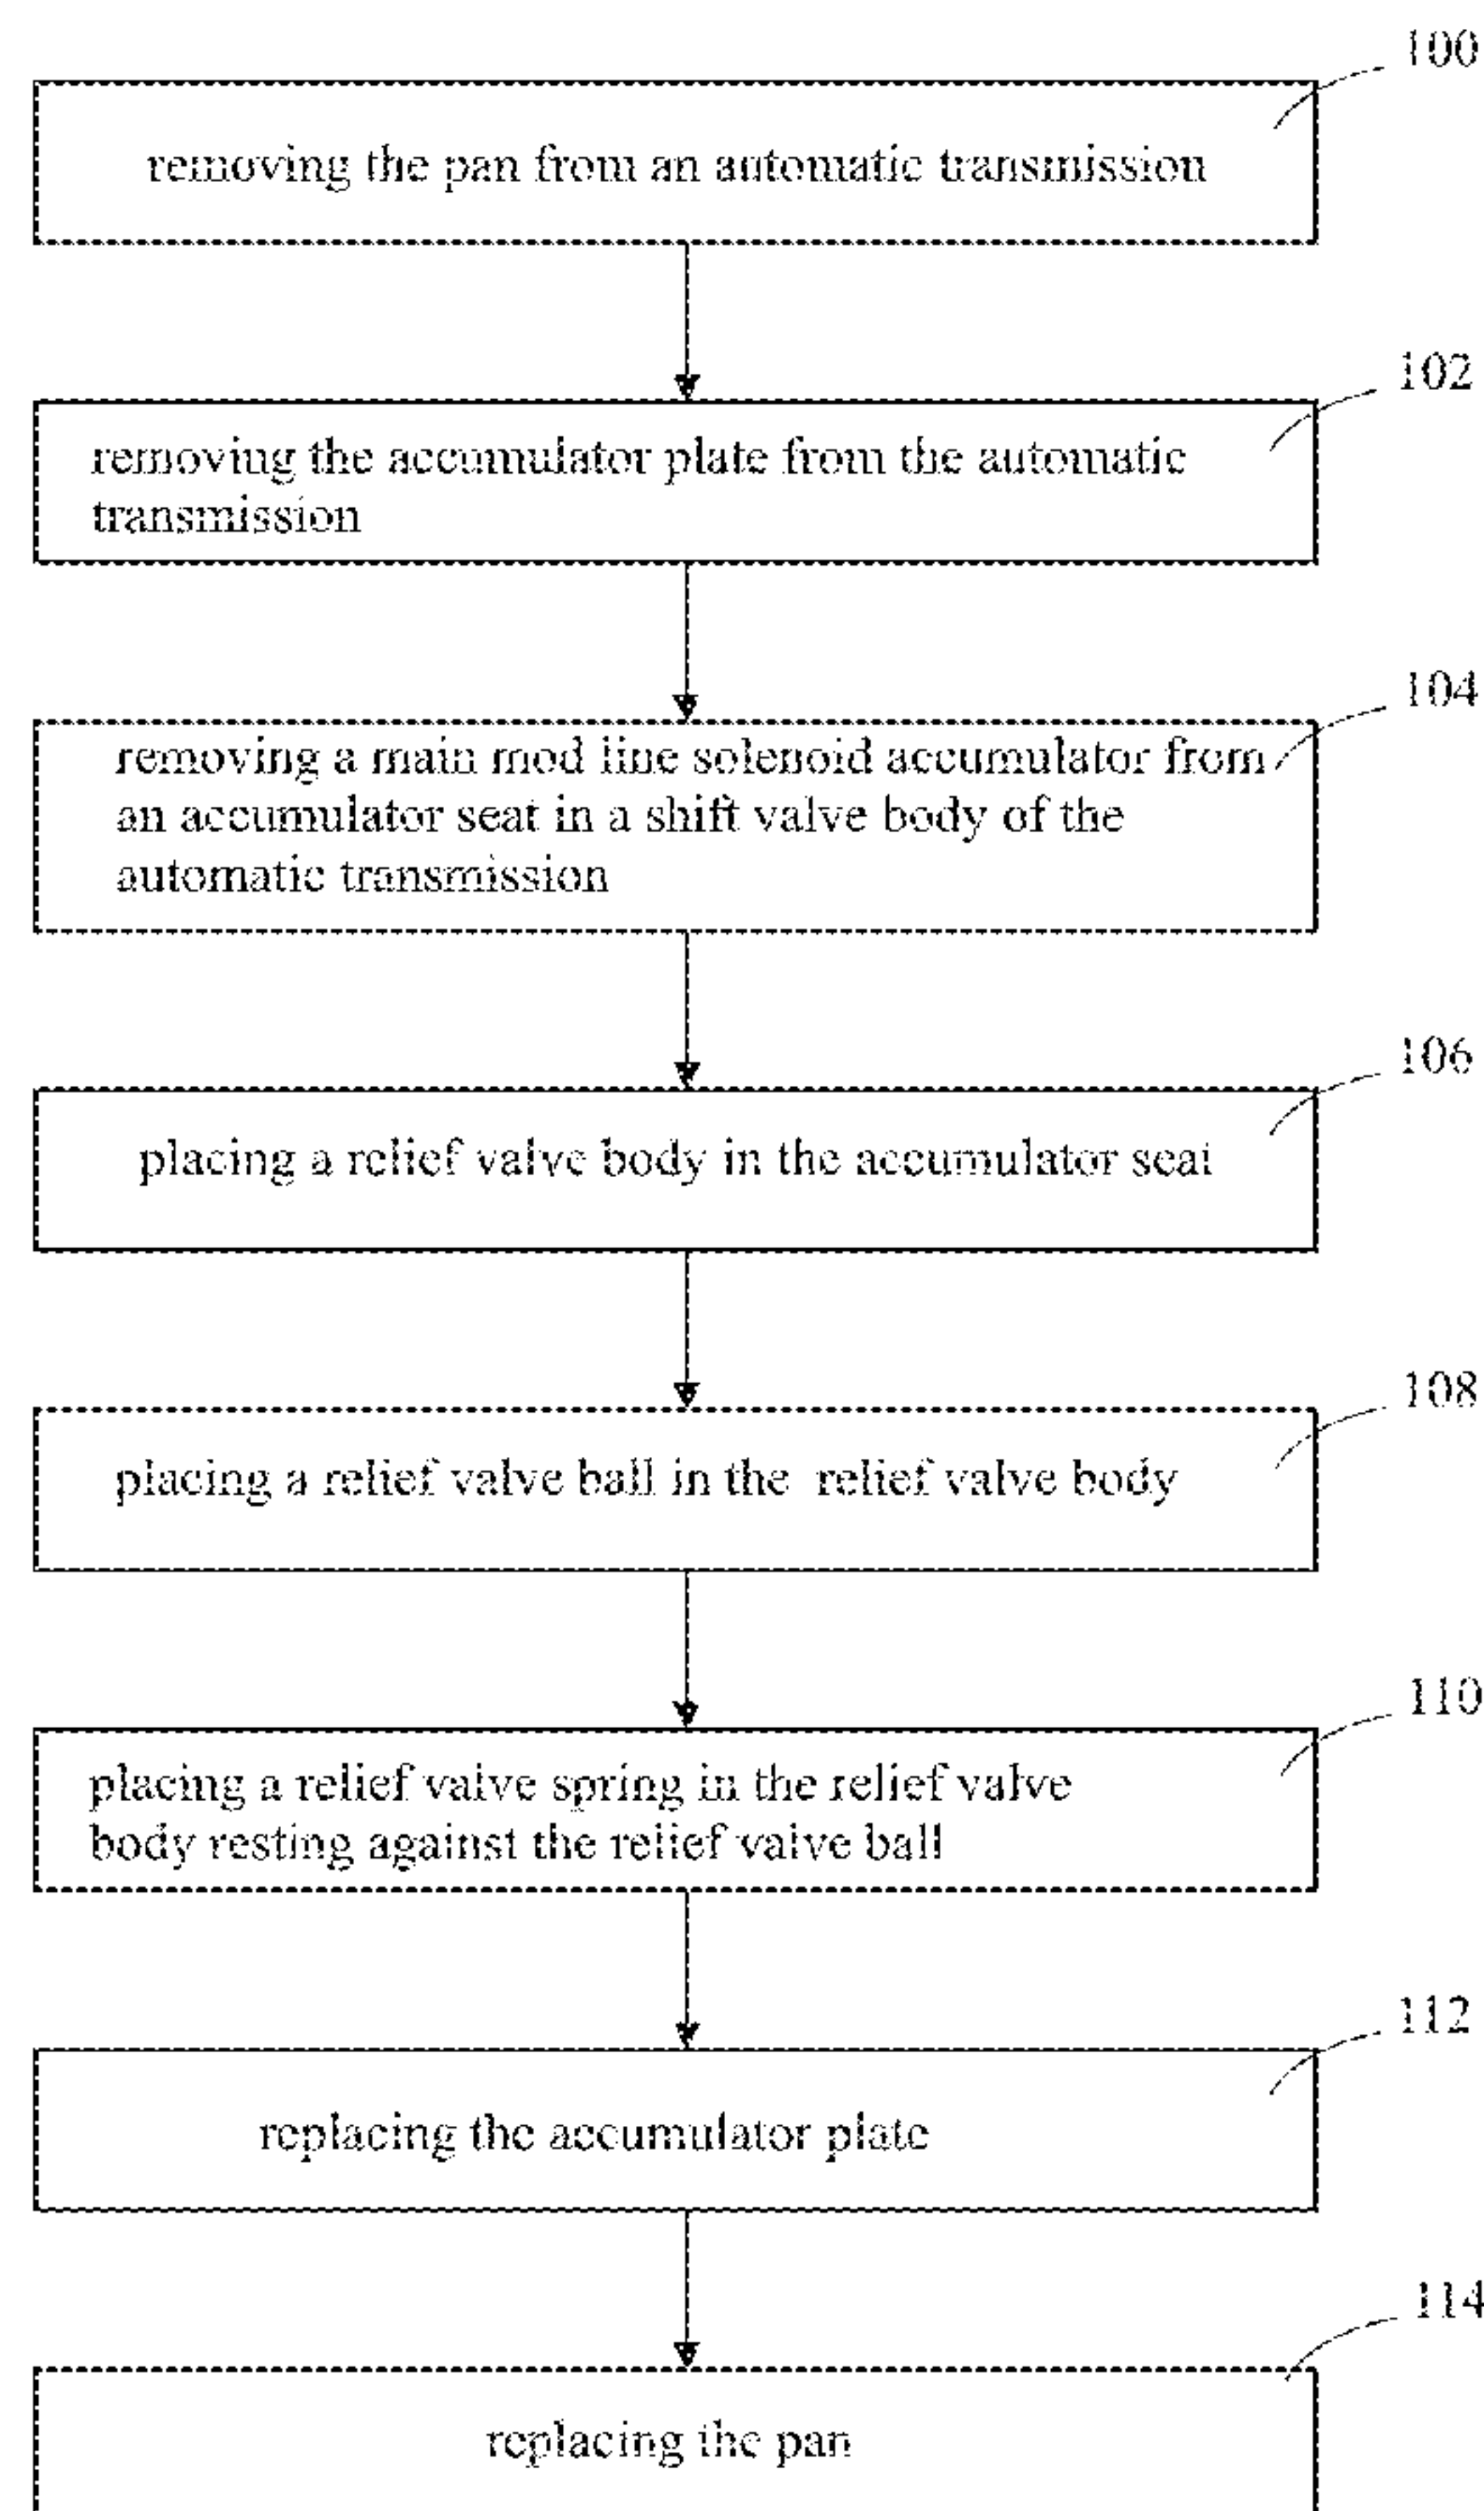 100
removing the pan from an automatic transmission
102
removing the accumulator plate from the automatic
transmission
104
removing a main mod line solenoid accumulator from
an accumulator seat in a shift valve body of the
automatic transmission
106
placing a relief valve body in the accumulator seat
108
placing a relief valve ball in the relief valve body
110
placing a relief valve spring in the relief valve
body resting against the relief valve ball
112
replacing the accumulator plate
114
replacing the pan